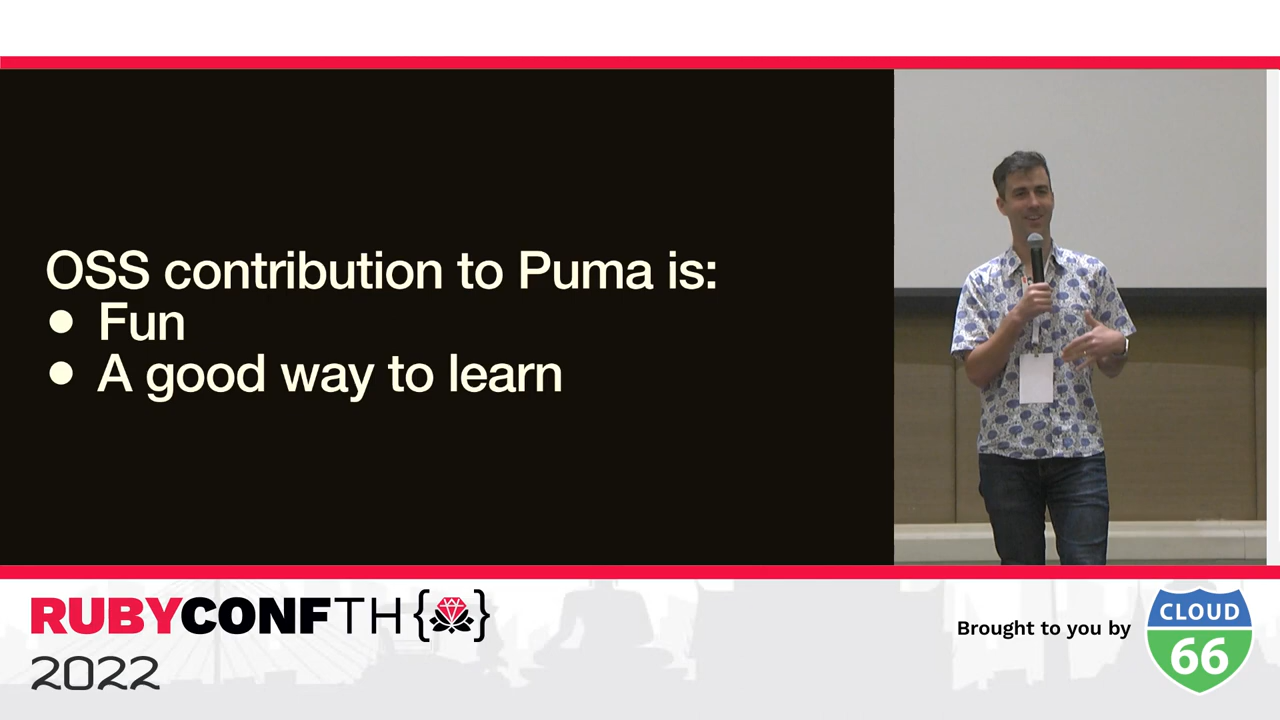 OSS contribution to Puma is:
● Fun
● A good way to learn
RUBYCONFTH
2022
Brought to you by
CLOUD
66